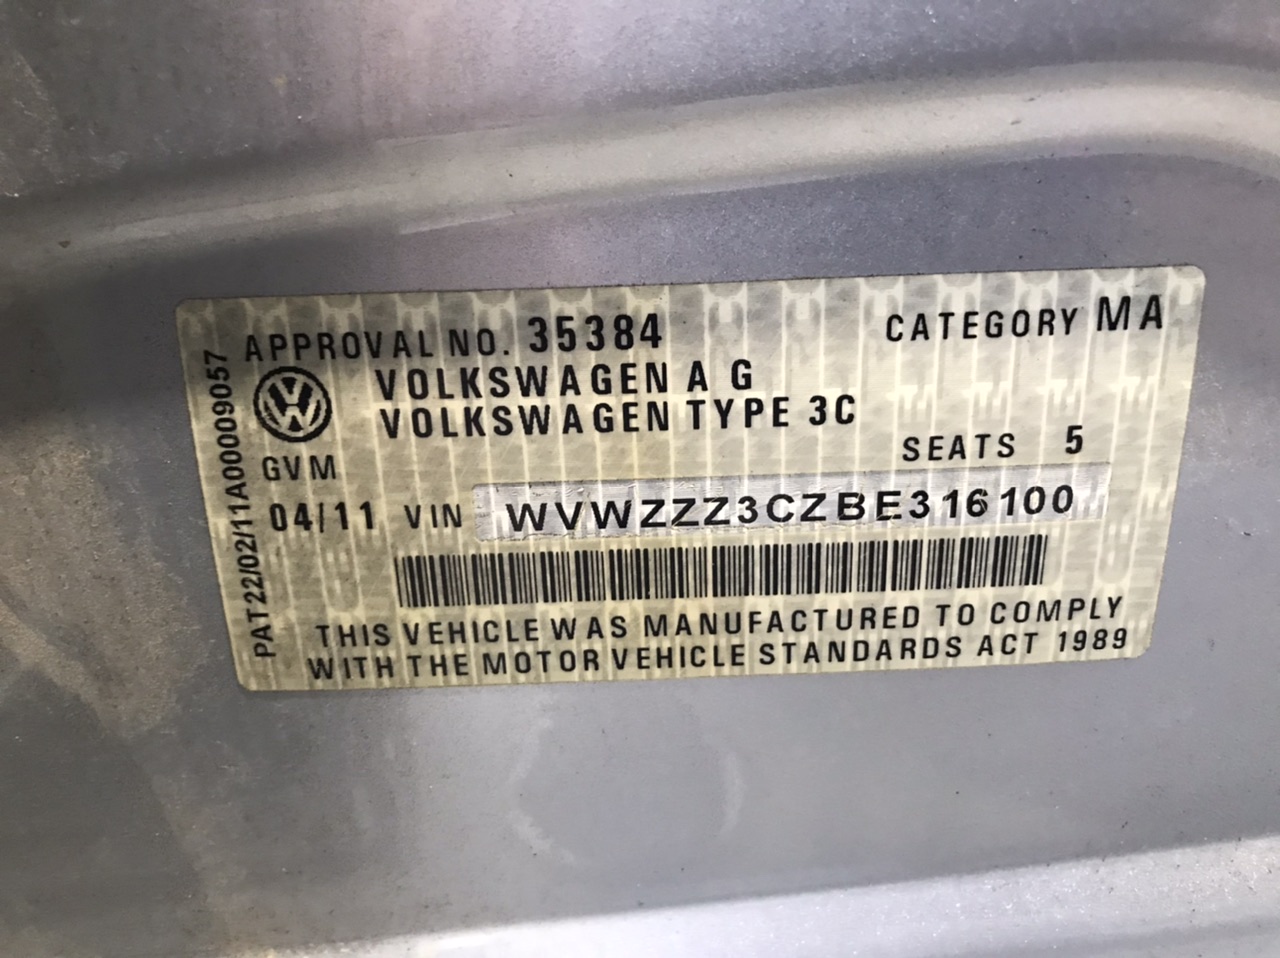 APPROVAL NO. 35384
CATEGORY MA
VOLKSWAGEN A G
VOLKSWAGEN TYPE 3C
SEATS 5
GVM
04/11 VIN WVWZZZ3CZBE316100
THIS VEHICLE WAS MANUFACTURED TO COMPLY
WITH THE MOTOR VEHICLE STANDARDS ACT 1989
PAT22/02/11A00009057